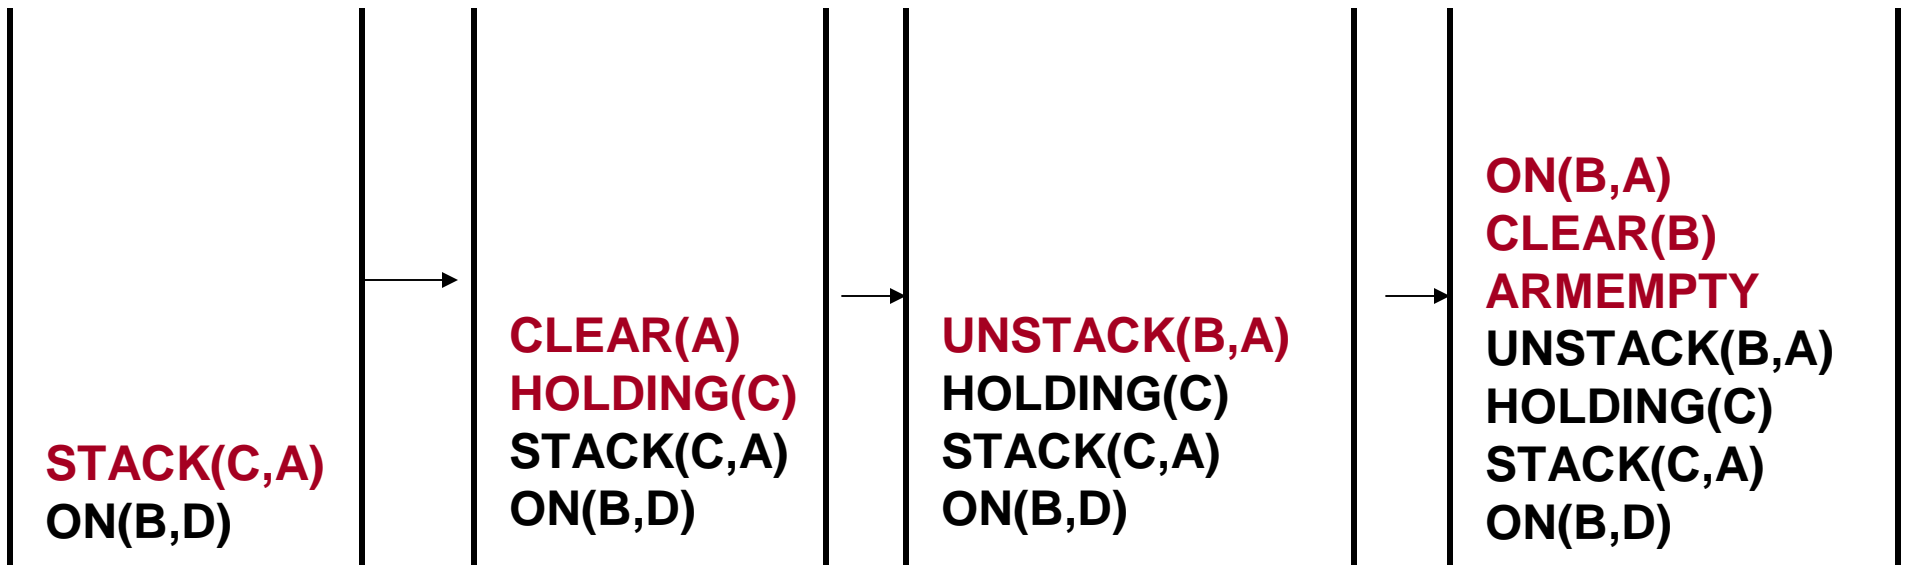 STACK(C,A)
ON(B,D)
CLEAR(A)
HOLDING(C)
STACK(C,A)
ON(B,D)
UNSTACK(B,A)
HOLDING(C)
STACK(C,A)
ON(B,D)
ON(B,A)
CLEAR(B)
ARMEMPTY
UNSTACK(B,A)
HOLDING(C)
STACK(C,A)
ON(B,D)